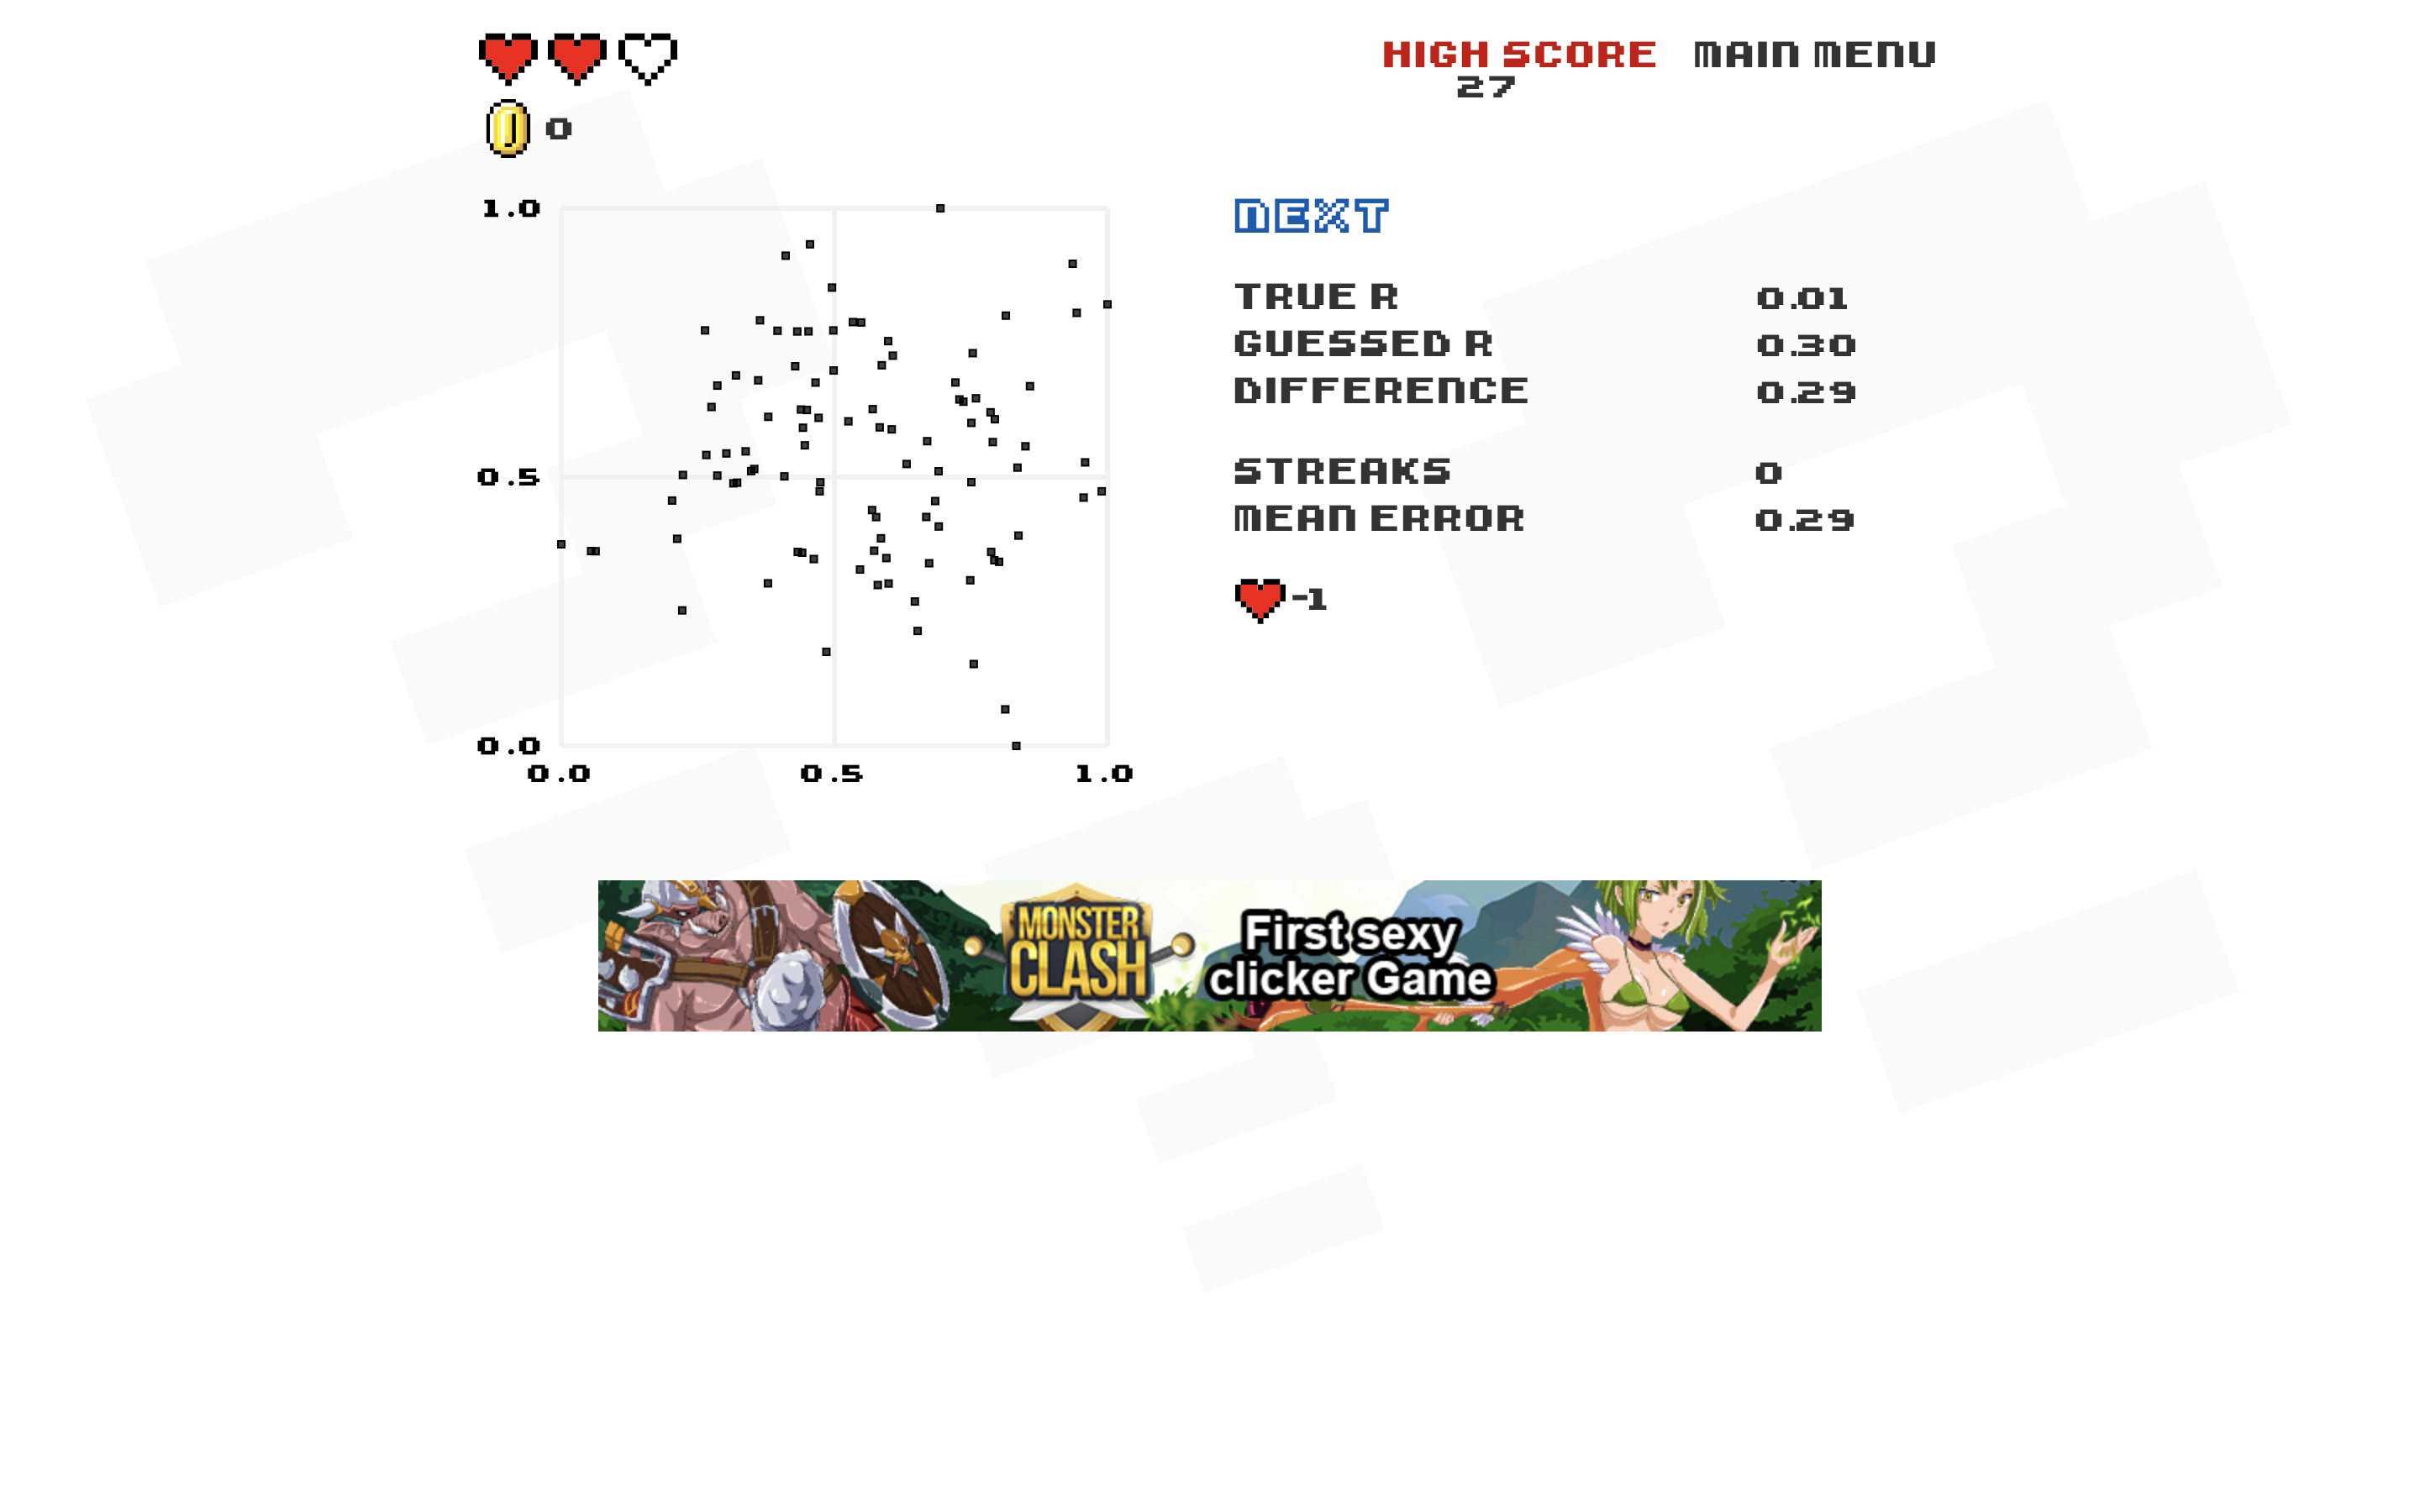 HIGH SCORE MAIN MENU
27
0
1.0
0.5
0.0
0.0 0.5 1.0
NEXT
TRUE R 0.01
GUESSED R 0.30
DIFFERENCE 0.29
STREAKS 0
MEAN ERROR 0.29
-1
MONSTER
CLASH
First sexy
clicker Game